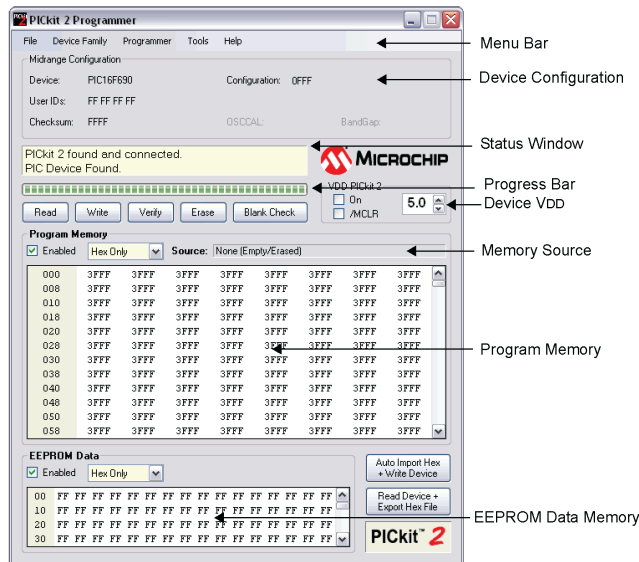 PICkit 2 Programmer
File Device Family Programmer Tools Help
Menu Bar
Midrange Configuration
Device: PIC16F690 Configuration: 0FFF
Device Configuration
User IDs: FF FF FF FF
Checksum: FFFF OSCCAL: BandGap:
Status Window
PICkit 2 found and connected.
PIC Device Found.
MICROCHIP
Progress Bar
VDD PICkit 2
On
/MCLR
5.0
Device VDD
Read Write Verify Erase Blank Check
Program Memory
Enabled Hex Only Source: None (Empty/Erased)
Memory Source
000 3FFF 3FFF 3FFF 3FFF 3FFF 3FFF 3FFF 3FFF
008 3FFF 3FFF 3FFF 3FFF 3FFF 3FFF 3FFF 3FFF
010 3FFF 3FFF 3FFF 3FFF 3FFF 3FFF 3FFF 3FFF
018 3FFF 3FFF 3FFF 3FFF 3FFF 3FFF 3FFF 3FFF
020 3FFF 3FFF 3FFF 3FFF 3FFF 3FFF 3FFF 3FFF
028 3FFF 3FFF 3FFF 3FFF 3FFF 3FFF 3FFF 3FFF
030 3FFF 3FFF 3FFF 3FFF 3FFF 3FFF 3FFF 3FFF
Program Memory
038 3FFF 3FFF 3FFF 3FFF 3FFF 3FFF 3FFF 3FFF
040 3FFF 3FFF 3FFF 3FFF 3FFF 3FFF 3FFF 3FFF
048 3FFF 3FFF 3FFF 3FFF 3FFF 3FFF 3FFF 3FFF
050 3FFF 3FFF 3FFF 3FFF 3FFF 3FFF 3FFF 3FFF
058 3FFF 3FFF 3FFF 3FFF 3FFF 3FFF 3FFF 3FFF
EEPROM Data
Enabled Hex Only
Auto Import Hex
+ Write Device
00 FF FF FF FF FF FF FF FF FF FF FF FF FF FF FF FF
10 FF FF FF FF FF FF FF FF FF FF FF FF FF FF FF FF
20 FF FF FF FF FF FF FF FF FF FF FF FF FF FF FF FF
30 FF FF FF FF FF FF FF FF FF FF FF FF FF FF FF FF
Read Device +
Export Hex File
EEPROM Data Memory
PICkit™ 2